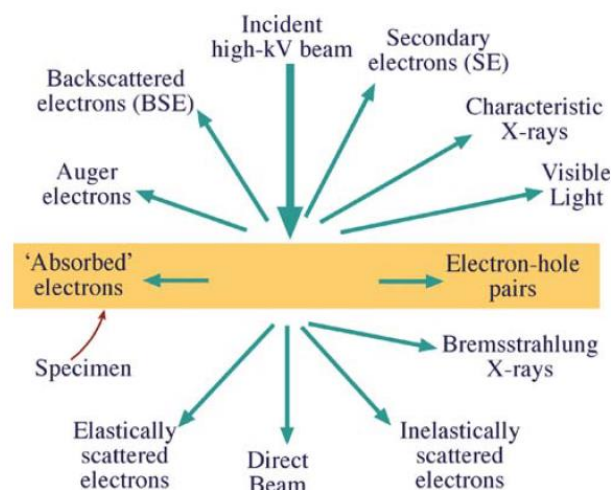 Incident
high-kV beam
Secondary
electrons (SE)
Backscattered
electrons (BSE)
Characteristic
X-rays
Auger
electrons
Visible
Light
‘Absorbed’
electrons
Electron-hole
pairs
Specimen
Bremsstrahlung
X-rays
Elastically
scattered
electrons
Direct
Beam
Inelastically
scattered
electrons